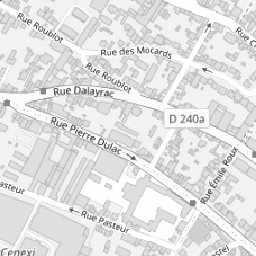 Rue
Roublot
Rue des Mocards
Rue Roublot
Rue Dalayrac
D 240a
Rue Pierre Dulac
Rue Émile Roux
Pasteur
Rue Pasteur
Cenexi